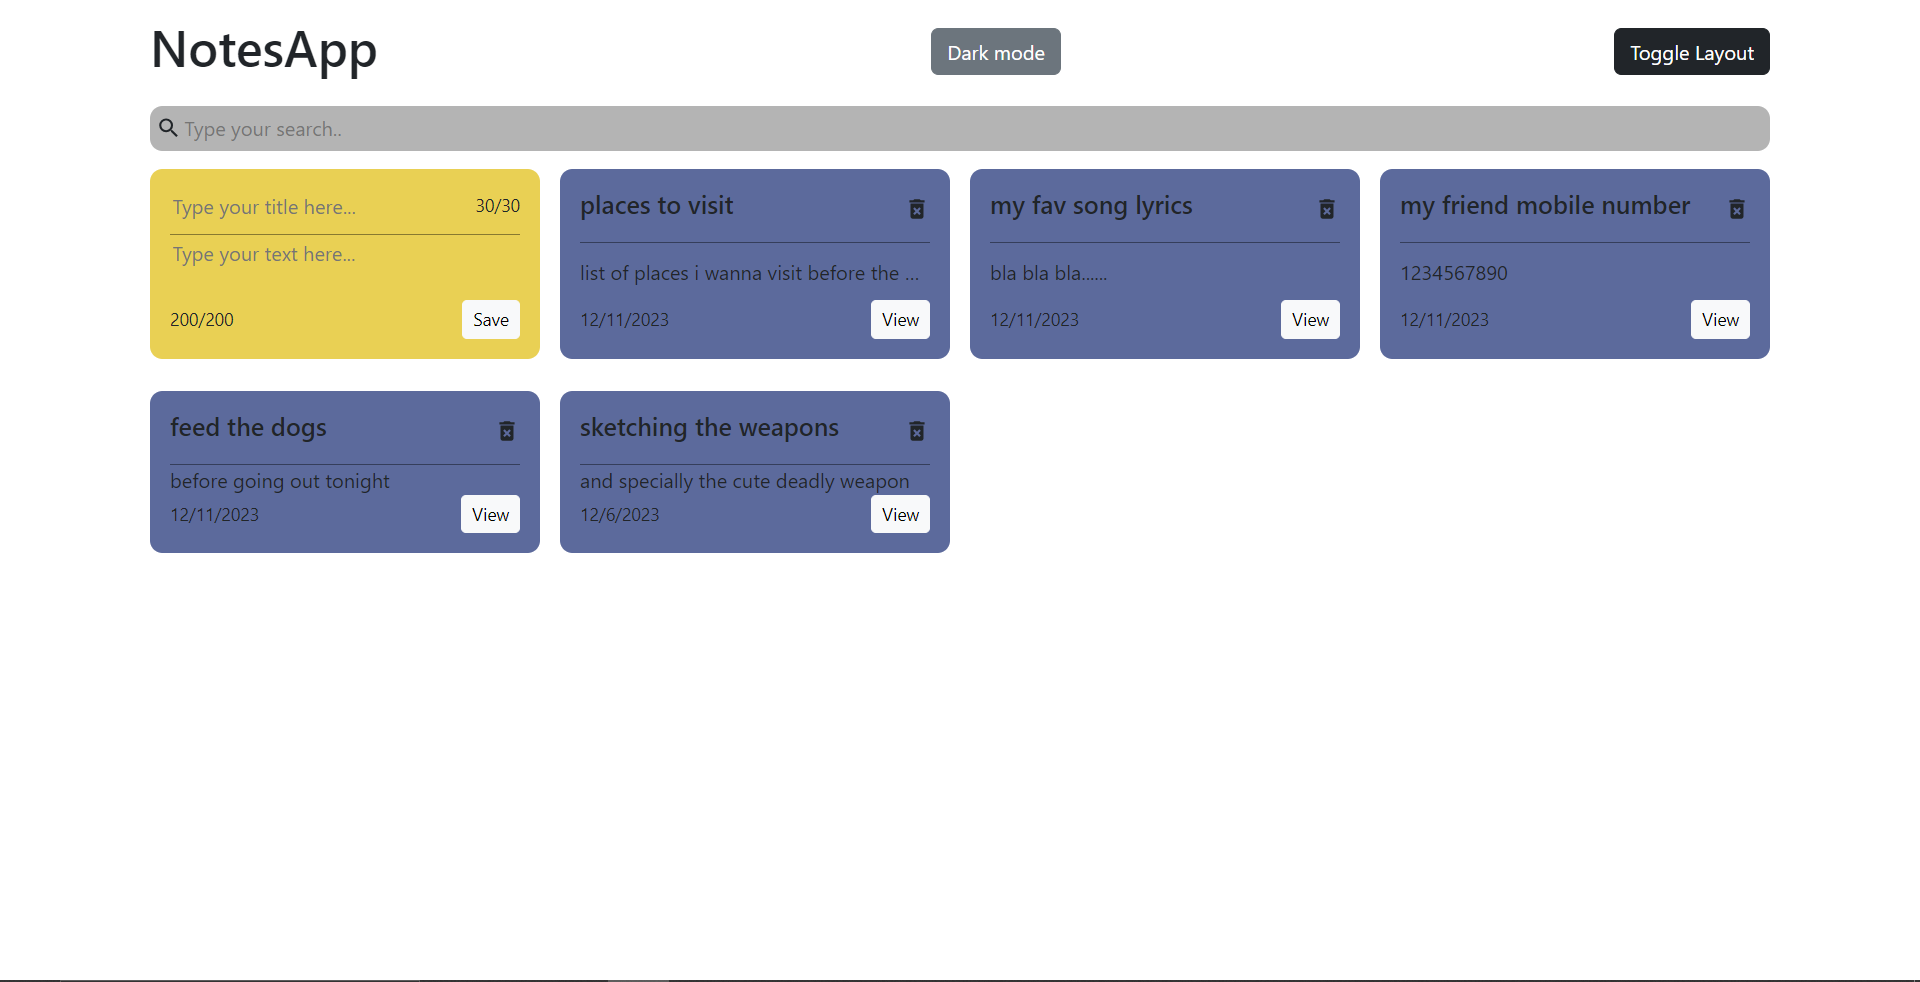 NotesApp
Dark mode
Toggle Layout
Type your search..
Type your title here...
30/30
Type your text here...
200/200
Save
places to visit
list of places i wanna visit before the ...
12/11/2023
View
my fav song lyrics
bla bla bla......
12/11/2023
View
my friend mobile number
1234567890
12/11/2023
View
feed the dogs
before going out tonight
12/11/2023
View
sketching the weapons
and specially the cute deadly weapon
12/6/2023
View